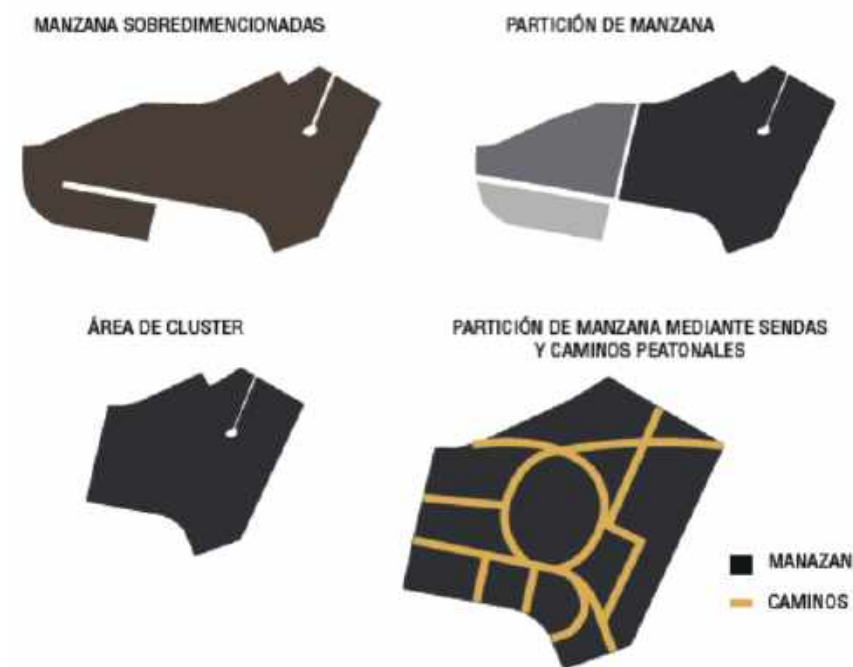 MANZANA SOBREDIMENCIONADAS
PARTICIÓN DE MANZANA
ÁREA DE CLUSTER
PARTICIÓN DE MANZANA MEDIANTE SENDAS
Y CAMINOS PEATONALES
MANAZAN
CAMINOS